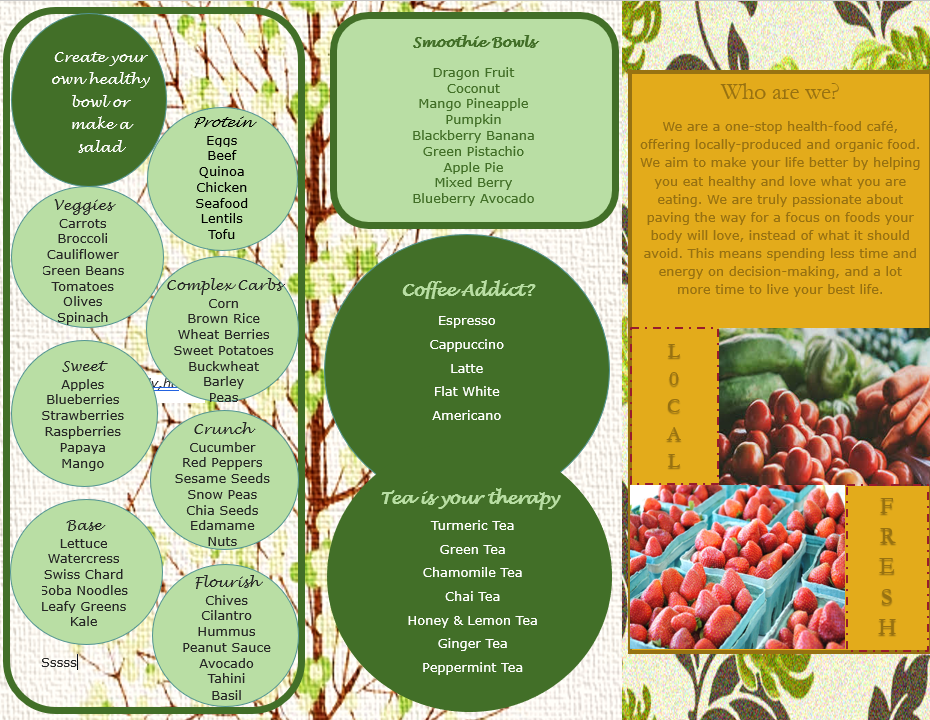 Create your
own healthy
bowl or
make a
salad
Protein
Eggs
Beef
Quinoa
Chicken
Seafood
Lentils
Tofu
Veggies
Carrots
Broccoli
Cauliflower
Green Beans
Tomatoes
Olives
Spinach
Complex Carbs
Corn
Brown Rice
Wheat Berries
Sweet Potatoes
Buckwheat
Barley
Peas
Sweet
Apples
Blueberries
Strawberries
Raspberries
Papaya
Mango
Crunch
Cucumber
Red Peppers
Sesame Seeds
Snow Peas
Chia Seeds
Edamame
Nuts
Base
Lettuce
Watercress
Swiss Chard
Soba Noodles
Leafy Greens
Kale
Flourish
Chives
Cilantro
Hummus
Peanut Sauce
Avocado
Tahini
Basil
Sssss
Smoothie Bowls
Dragon Fruit
Coconut
Mango Pineapple
Pumpkin
Blackberry Banana
Green Pistachio
Apple Pie
Mixed Berry
Blueberry Avocado
Coffee Addict?
Espresso
Cappuccino
Latte
Flat White
Americano
Tea is your therapy
Turmeric Tea
Green Tea
Chamomile Tea
Chai Tea
Honey & Lemon Tea
Ginger Tea
Peppermint Tea
Who are we?
We are a one-stop health-food café,
offering locally-produced and organic food.
We aim to make your life better by helping
you eat healthy and love what you are
eating. We are truly passionate about
paving the way for a focus on foods your
body will love, instead of what it should
avoid. This means spending less time and
energy on decision-making, and a lot
more time to live your best life.
L
0
C
A
L
F
R
E
S
H